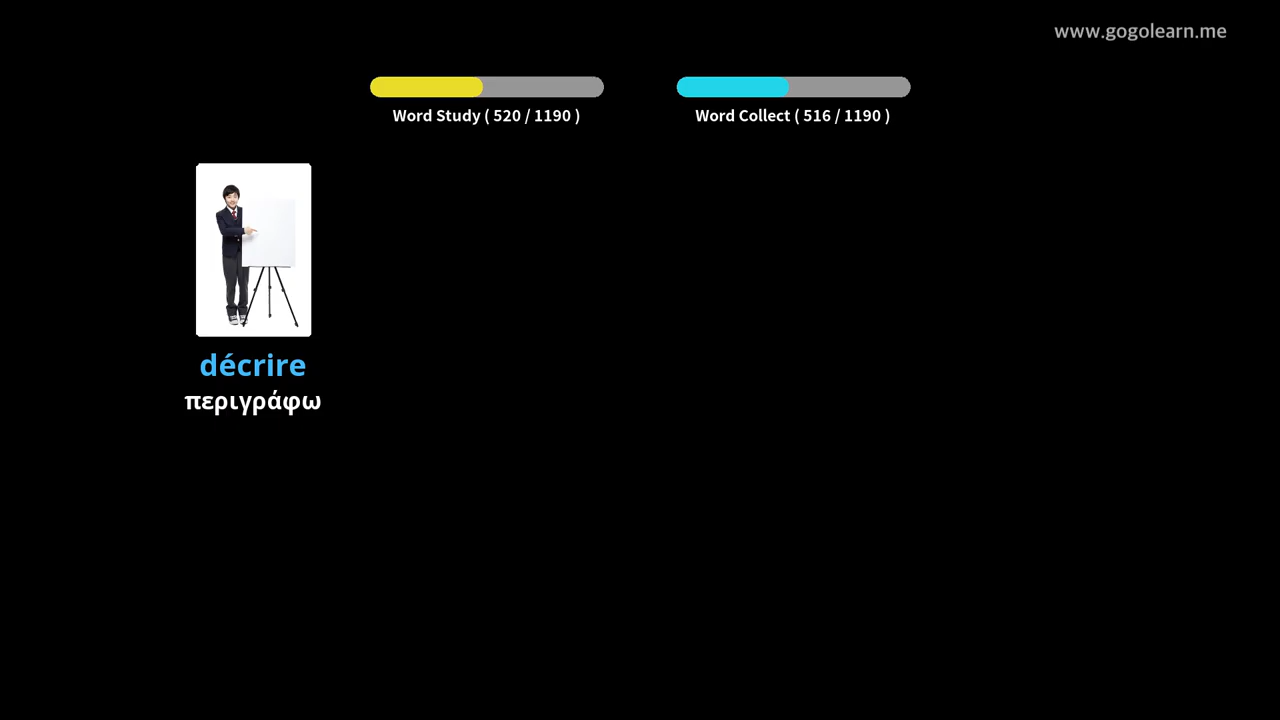 www.gogolearn.me
Word Study ( 520 / 1190 )
Word Collect ( 516 / 1190 )
décrire
περιγράφω